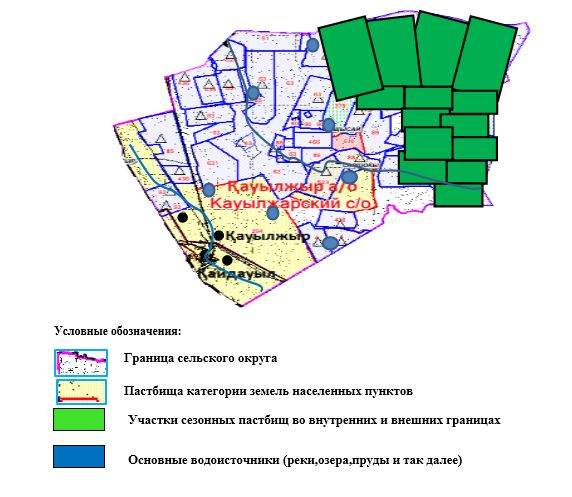 Қауылжыр а/о
Кауылжарский с/о
Қауылжыр
Қайдауыл
Условные обозначения:
Граница сельского округа
Пастбища категории земель населенных пунктов
Участки сезонных пастбищ во внутренних и внешних границах
Основные водоисточники (реки,озера,пруды и так далее)